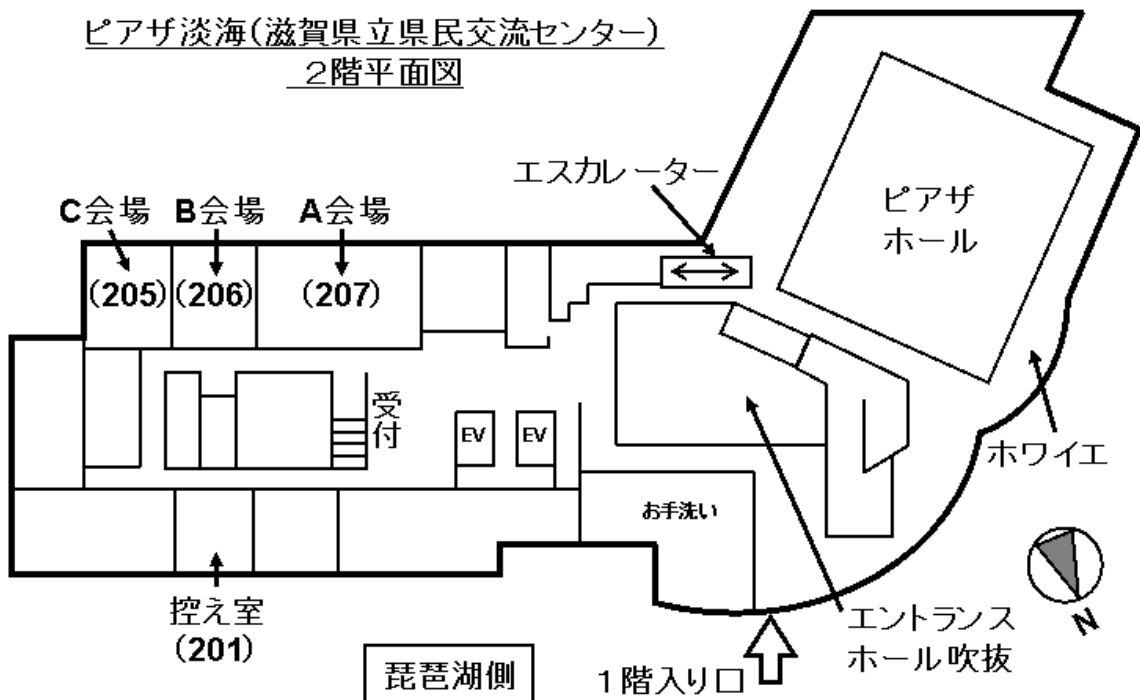 ピアザ淡海(滋賀県立県民交流センター)
2階平面図
エスカレーター
ピアザ
ホール
C会場
B会場
A会場
(205)
(206)
(207)
受付
EV
EV
ホワイエ
お手洗い
控え室
(201)
琵琶湖側
1階入り口
エントランス
ホール吹抜
N